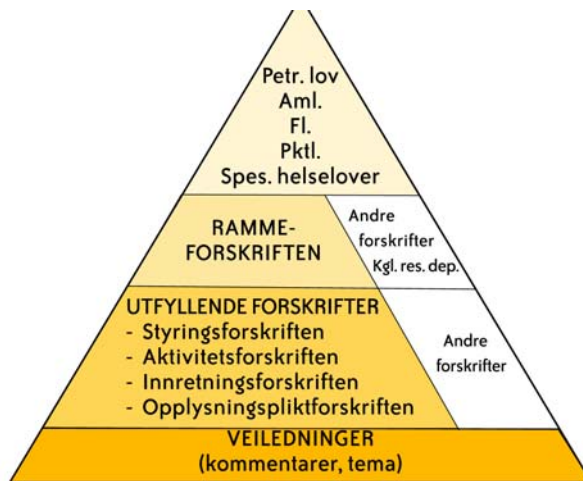 Petr. lov
Aml.
Fl.
Pktl.
Spes. helselover
RAMME-
FORSKRIFTEN
Andre
forskrifter
Kgl. res. dep.
UTFYLLENDE FORSKRIFTER
- Styringsforskriften
- Aktivitetsforskriften
- Innretningsforskriften
- Opplysningspliktforskriften
Andre
forskrifter
VEILEDNINGER
(kommentarer, tema)